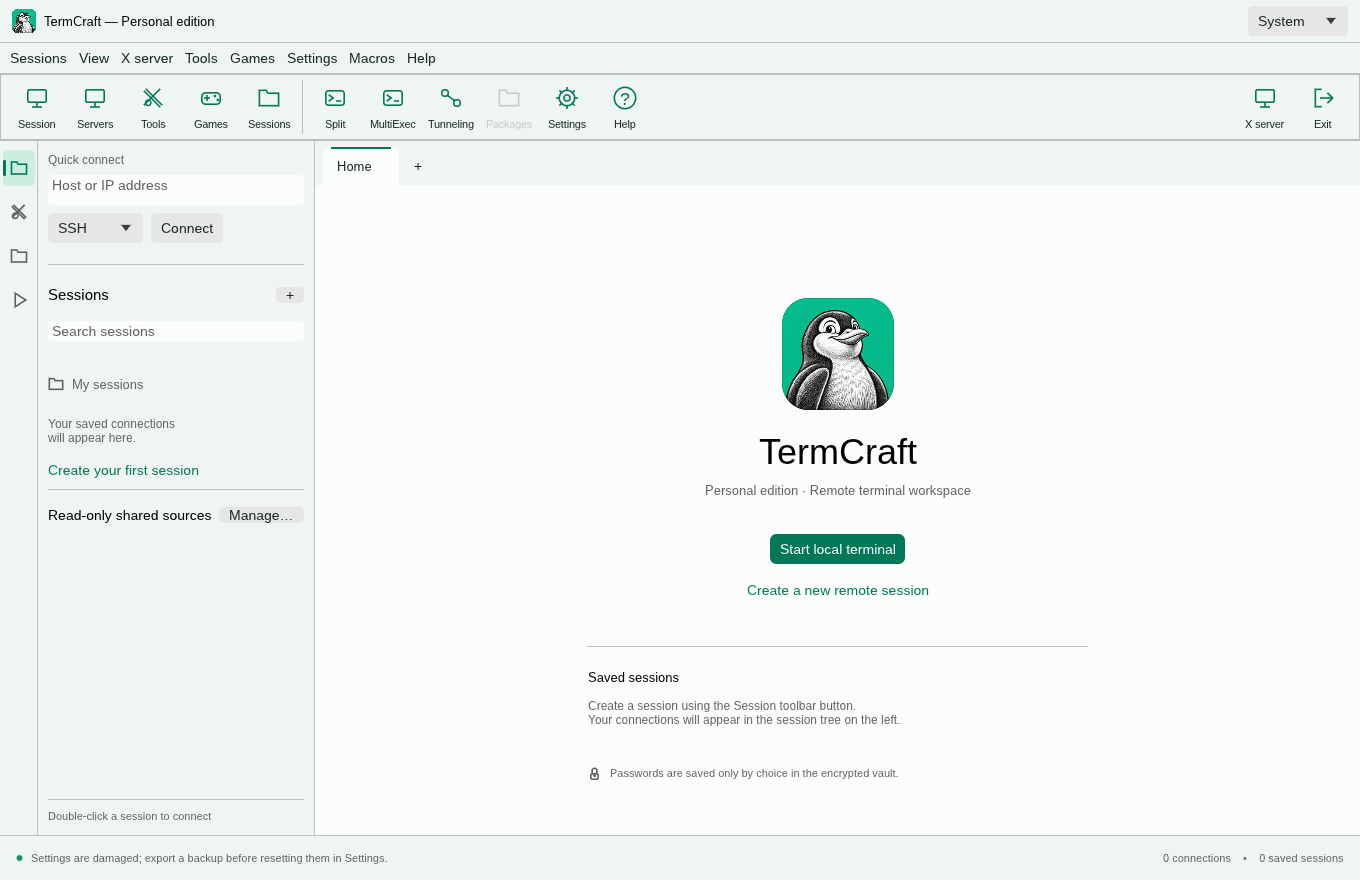 TermCraft — Personal edition
System
Sessions View X server Tools Games Settings Macros Help
Session Servers Tools Games Sessions Split MultiExec Tunneling Packages Settings Help X server Exit
Quick connect
Host or IP address
SSH Connect
Sessions +
Search sessions
My sessions
Your saved connections
will appear here.
Create your first session
Read-only shared sources Manage…
Double-click a session to connect
Home +
TermCraft
Personal edition · Remote terminal workspace
Start local terminal
Create a new remote session
Saved sessions
Create a session using the Session toolbar button.
Your connections will appear in the session tree on the left.
Passwords are saved only by choice in the encrypted vault.
Settings are damaged; export a backup before resetting them in Settings.
0 connections • 0 saved sessions